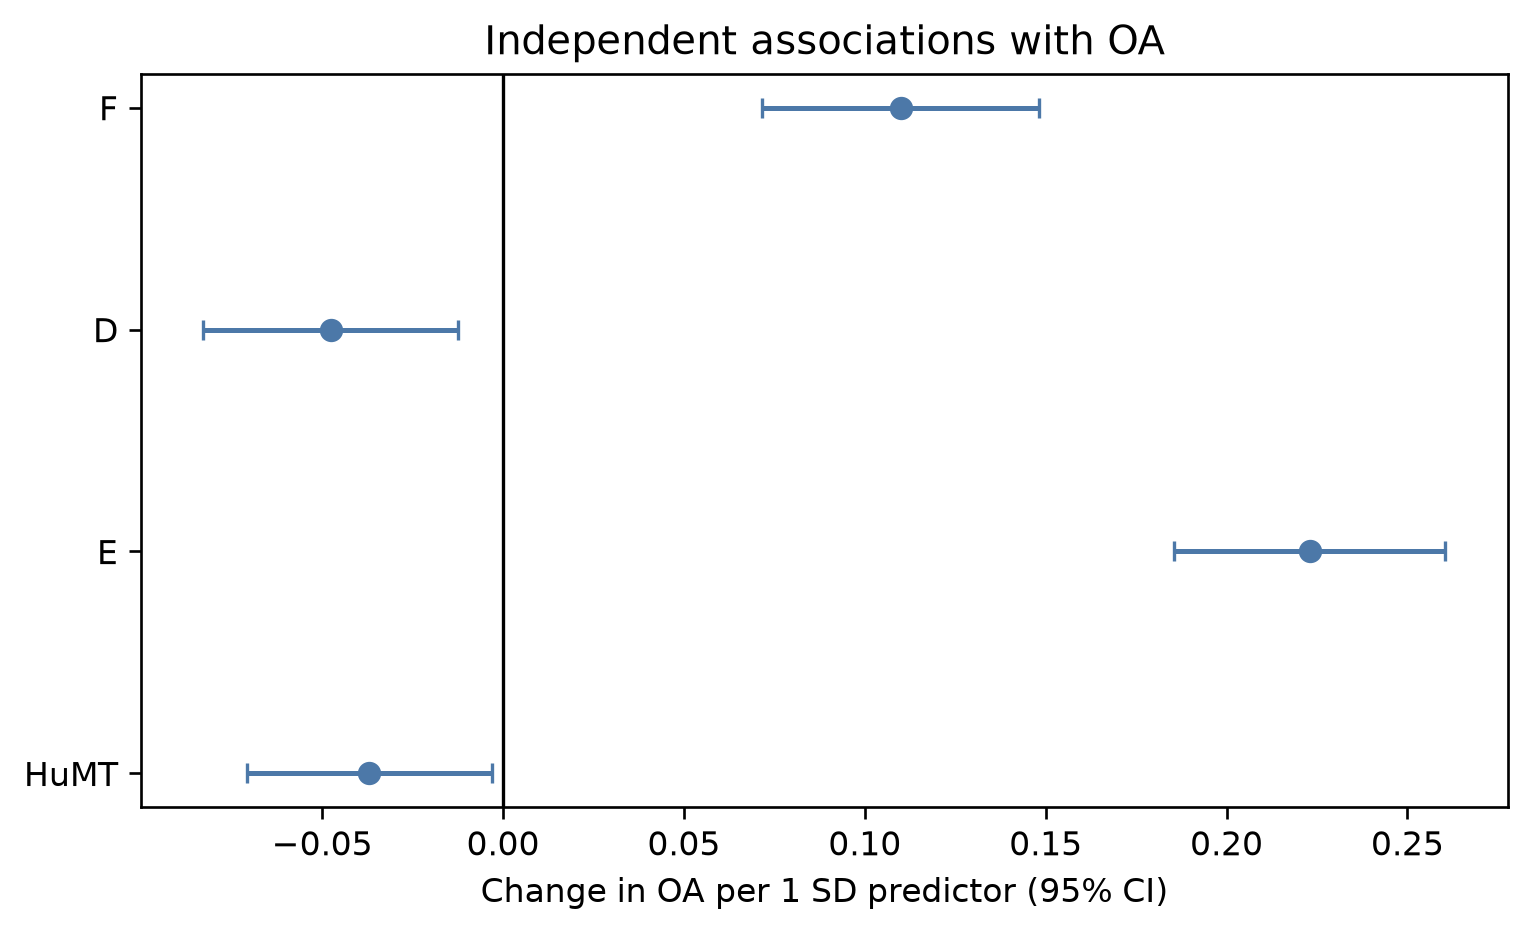 Independent associations with OA
F
D
E
HuMT
−0.05 0.00 0.05 0.10 0.15 0.20 0.25
Change in OA per 1 SD predictor (95% CI)